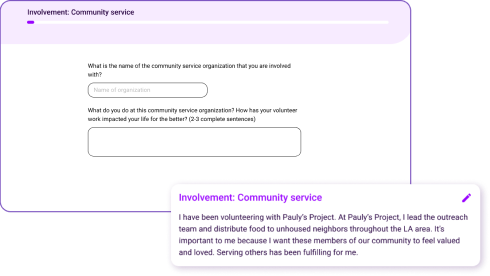 Involvement: Community service
What is the name of the community service organization that you are involved
with?
Name of organization
What do you do at this community service organization? How has your volunteer
work impacted your life for the better? (2-3 complete sentences)
Involvement: Community service
I have been volunteering with Pauly's Project. At Pauly's Project, I lead the outreach
team and distribute food to unhoused neighbors throughout the LA area. It's
important to me because I want these members of our community to feel valued
and loved. Serving others has been fulfilling for me.